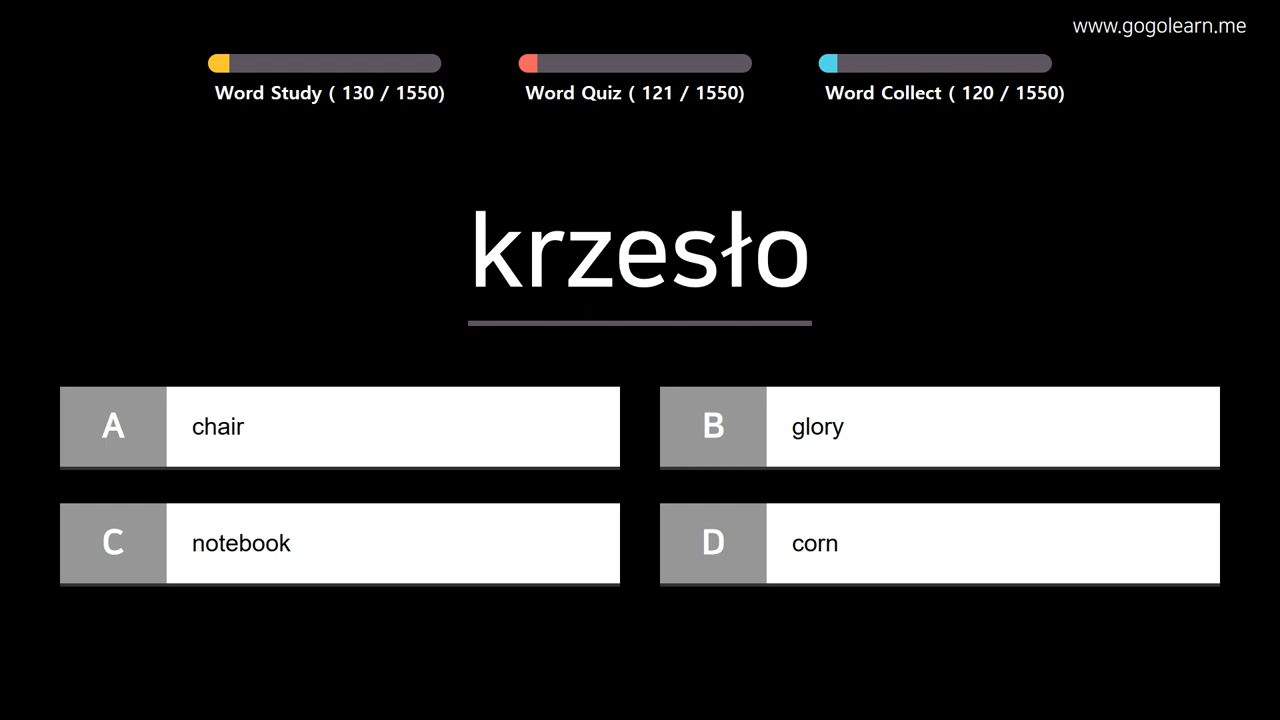 www.gogolearn.me
Word Study ( 130 / 1550)
Word Quiz ( 121 / 1550)
Word Collect ( 120 / 1550)
krzesło
A chair
B glory
C notebook
D corn